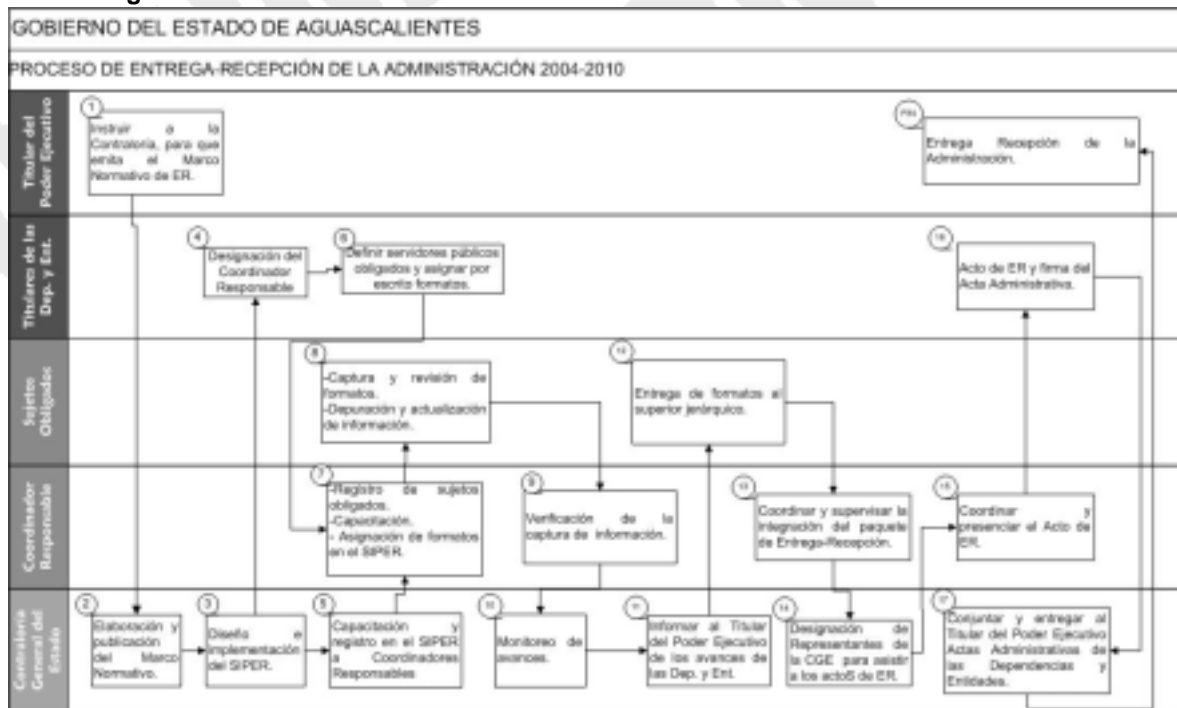 GOBIERNO DEL ESTADO DE AGUASCALIENTES
PROCESO DE ENTREGA-RECEPCIÓN DE LA ADMINISTRACIÓN 2004-2010
Titular del
Poder Ejecutivo
1
Instruir a la
Contraloría, para que
emita el Marco
Normativo de ER.
Entrega Recepción de la
Administración.
Titulares de las
Dep. y Ent.
4
Designación del
Coordinador
Responsable
6
Definir servidores públicos
obligados y asignar por
escrito formatos.
16
Acto de ER y firma del
Acta Administrativa.
Sujetos
Obligados
8
-Captura y revisión de
formatos.
-Depuración y actualización
de información.
12
Entrega de formatos al
superior jerárquico.
Coordinador
Responsable
7
-Registro de sujetos
obligados.
-Capacitación.
- Asignación de formatos
en el SIPER.
9
Verificación de la
captura de información.
13
Coordinar y supervisar la
integración del paquete
de Entrega-Recepción.
15
Coordinar y
presenciar el Acto de
ER.
Contraloría
General del
Estado
2
Elaboración y
publicación
del Marco
Normativo.
3
Diseño e
implementación
del SIPER.
5
Capacitación y
registro en el SIPER
a Coordinadores
Responsables
10
Monitoreo de
avances.
11
Informar al Titular
del Poder Ejecutivo
de los avances de
las Dep. y Ent.
14
Designación de
Representantes de
la CGE para asistir
a los actoS de ER.
17
Conjuntar y entregar al
Titular del Poder Ejecutivo
Actas Administrativas de
las Dependencias y
Entidades.